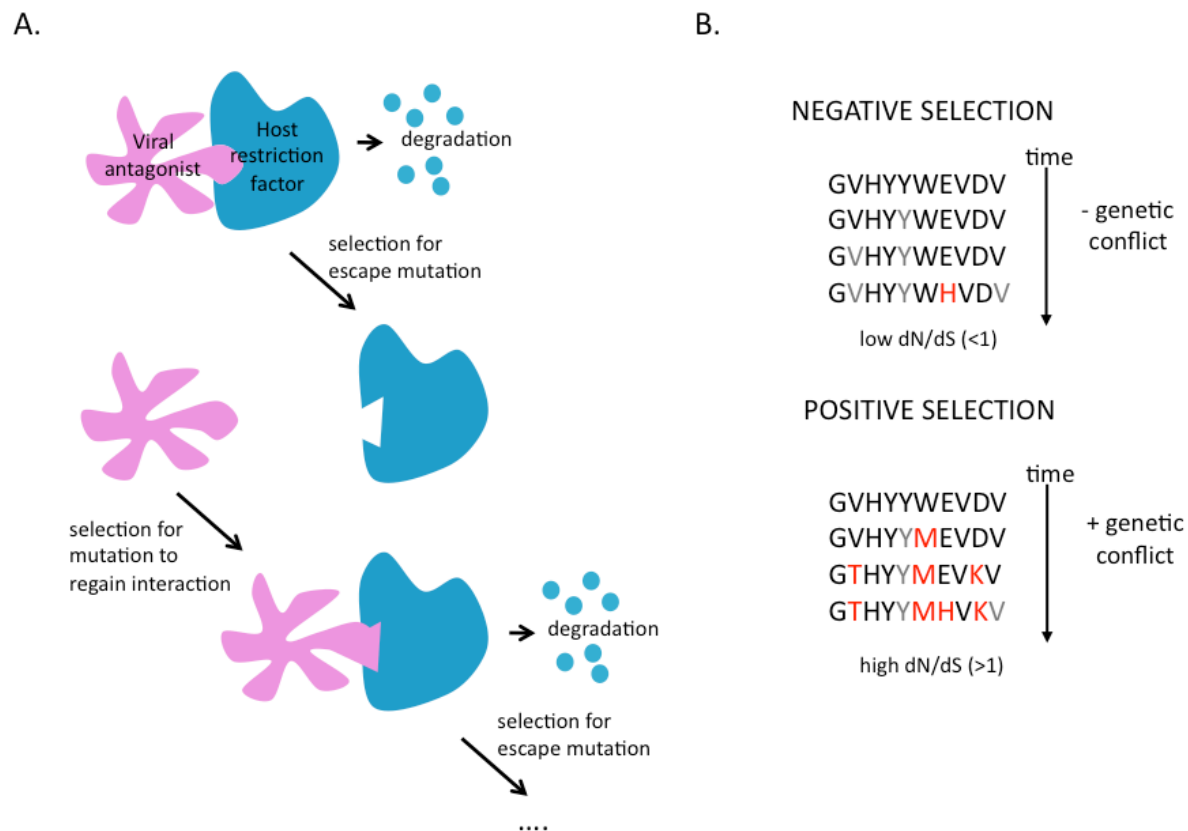 A.
Viral
antagonist
Host
restriction
factor
degradation
selection for
escape mutation
selection for
mutation to
regain interaction
degradation
selection for
escape mutation
....
B.
NEGATIVE SELECTION
time
GVHYYWEVDV
GVHYYWEVDV
GVHYYWEVDV
GVHYYWHVDV
- genetic
conflict
low dN/dS (<1)
POSITIVE SELECTION
time
GVHYYWEVDV
GVHYYMEVDV
GTHYYMEVKV
GTHYYMHVKV
+ genetic
conflict
high dN/dS (>1)